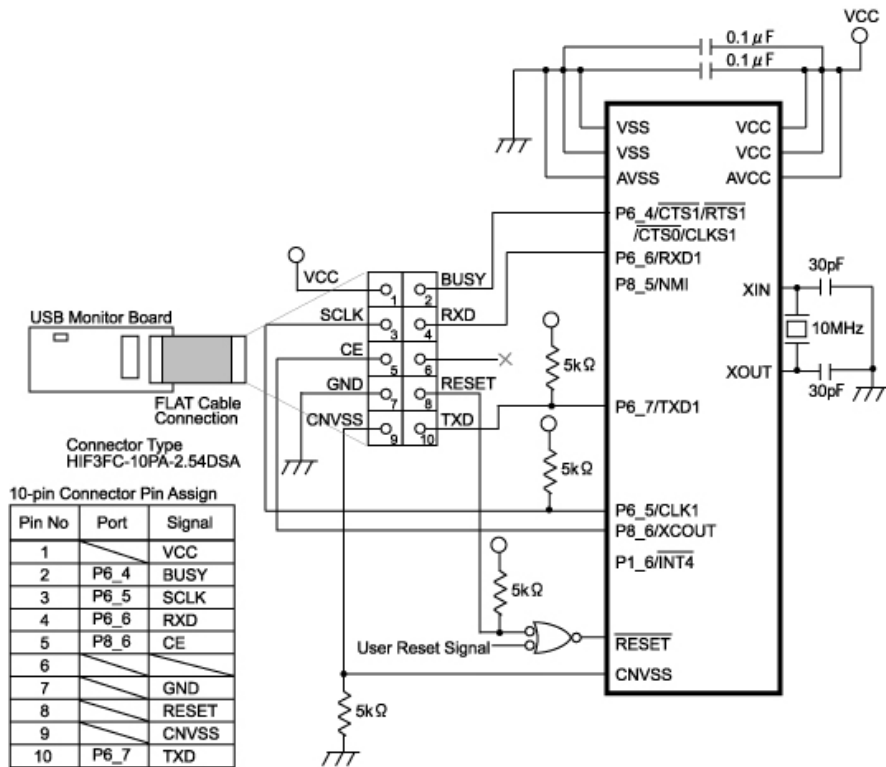 VCC
0.1μF
0.1μF
VSS VCC
VSS VCC
AVSS AVCC
P6_4/CTS1/RTS1
/CTS0/CLKS1
P6_6/RXD1
P8_5/NMI
XIN
30pF
10MHz
XOUT
30pF
P6_7/TXD1
P6_5/CLK1
P8_6/XCOUT
P1_6/INT4
RESET
CNVSS
VCC
1 2 BUSY
SCLK 3 4 RXD
CE 5 6
GND 7 8 RESET
CNVSS 9 10 TXD
5kΩ
5kΩ
5kΩ
User Reset Signal
5kΩ
USB Monitor Board
FLAT Cable
Connection
Connector Type
HIF3FC-10PA-2.54DSA
10-pin Connector Pin Assign
Pin No Port Signal
1 VCC
2 P6_4 BUSY
3 P6_5 SCLK
4 P6_6 RXD
5 P8_6 CE
6
7 GND
8 RESET
9 CNVSS
10 P6_7 TXD